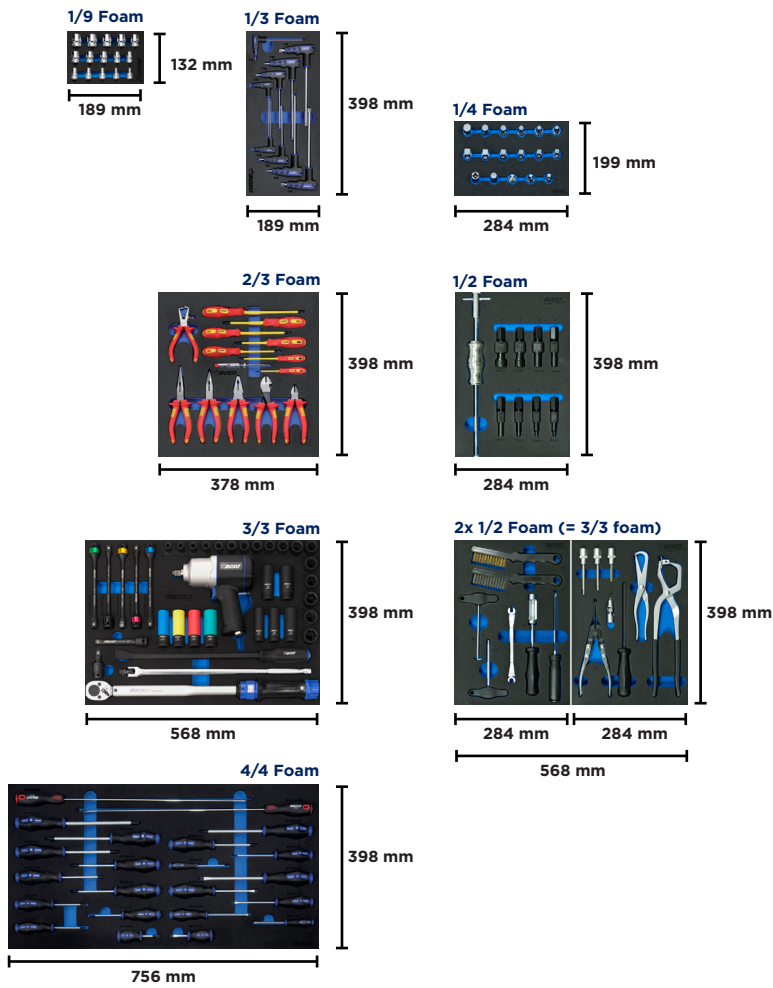 1/9 Foam
132 mm
189 mm
1/3 Foam
398 mm
189 mm
1/4 Foam
199 mm
284 mm
2/3 Foam
398 mm
378 mm
1/2 Foam
398 mm
284 mm
3/3 Foam
BOXO
398 mm
568 mm
2x 1/2 Foam (= 3/3 foam)
398 mm
284 mm
284 mm
568 mm
4/4 Foam
398 mm
756 mm